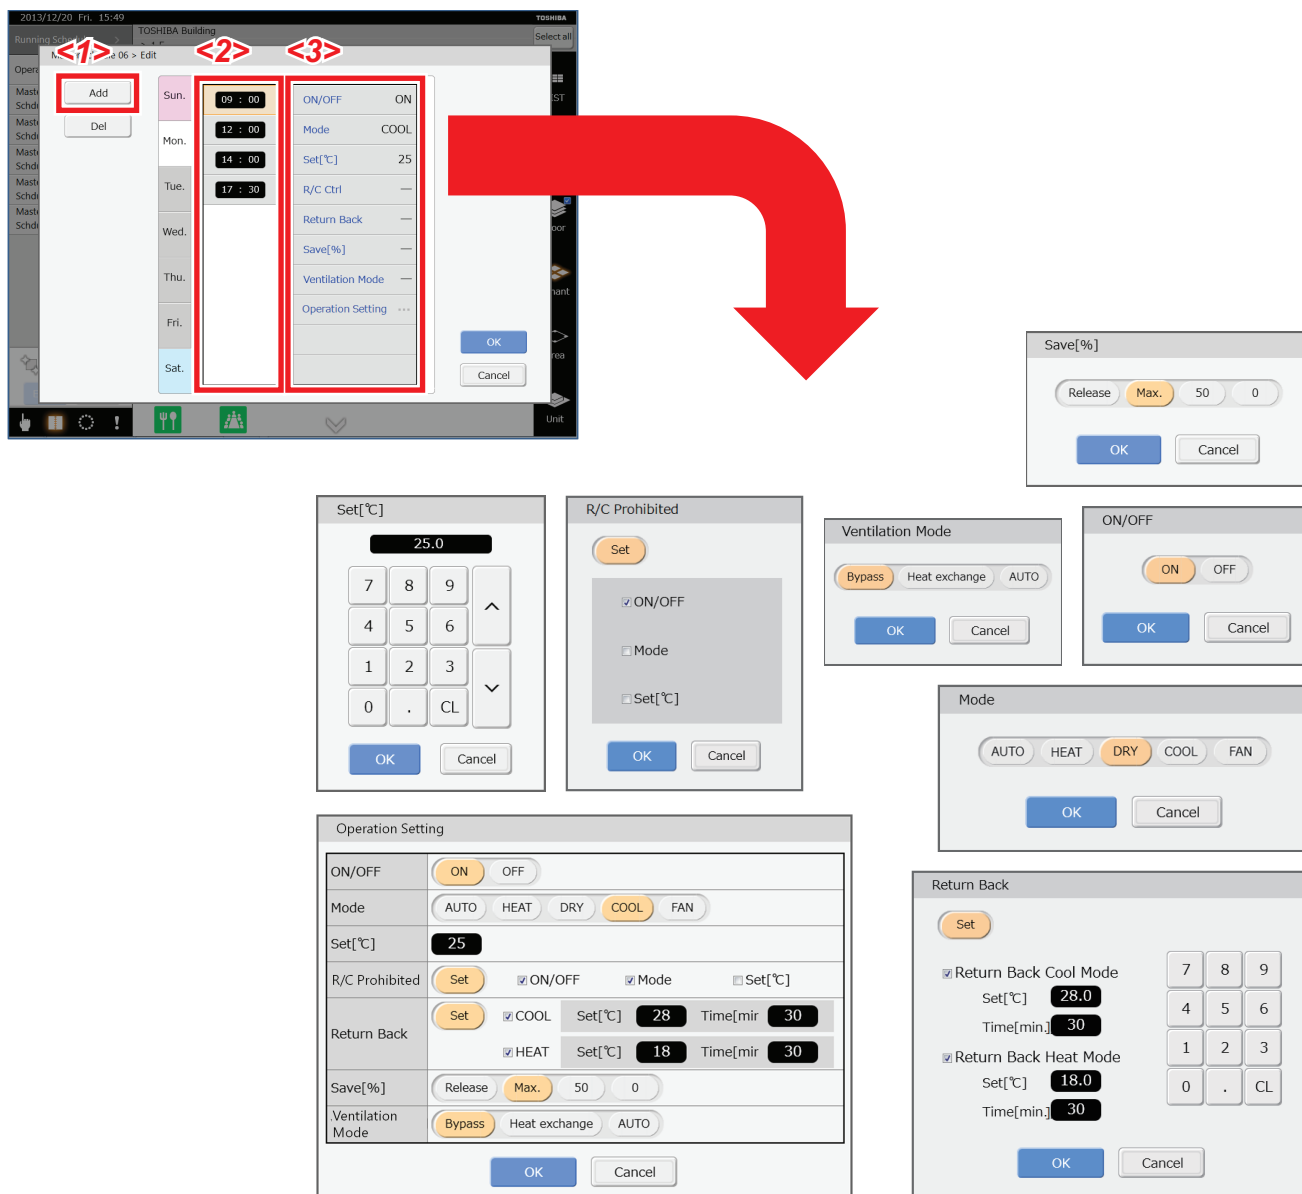 2013/12/20 Fri. 15:49 TOSHIBA
TOSHIBA Building
Select all
<1> <2> <3>
06 > Edit
Add
Del
Sun.
Mon.
Tue.
Wed.
Thu.
Fri.
Sat.
09 : 00
12 : 00
14 : 00
17 : 30
ON/OFF ON
Mode COOL
Set[℃] 25
R/C Ctrl —
Return Back —
Save[%] —
Ventilation Mode —
Operation Setting ...
OK
Cancel
Unit
Save[%]
Release Max. 50 0
OK Cancel
Set[℃]
25.0
7 8 9
4 5 6
1 2 3
0 . CL
OK Cancel
R/C Prohibited
Set
ON/OFF
Mode
Set[℃]
OK Cancel
Ventilation Mode
Bypass Heat exchange AUTO
OK Cancel
ON/OFF
ON OFF
OK Cancel
Mode
AUTO HEAT DRY COOL FAN
OK Cancel
Operation Setting
ON/OFF ON OFF
Mode AUTO HEAT DRY COOL FAN
Set[℃] 25
R/C Prohibited Set ON/OFF Mode Set[℃]
Return Back Set COOL Set[℃] 28 Time[mir 30
HEAT Set[℃] 18 Time[mir 30
Save[%] Release Max. 50 0
Ventilation
Mode Bypass Heat exchange AUTO
OK Cancel
Return Back
Set
Return Back Cool Mode
Set[℃] 28.0
Time[min.] 30
Return Back Heat Mode
Set[℃] 18.0
Time[min.] 30
7 8 9
4 5 6
1 2 3
0 . CL
OK Cancel